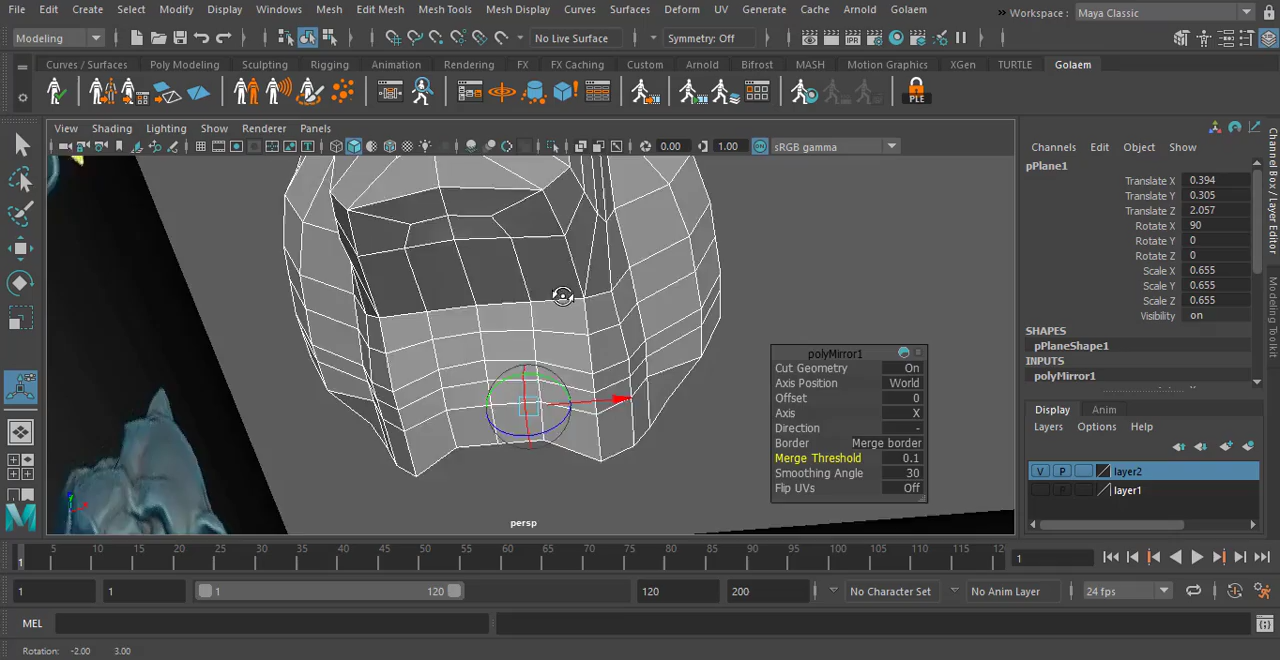 File Edit Create Select Modify Display Windows Mesh Edit Mesh Mesh Tools Mesh Display Curves Surfaces Deform UV Generate Cache Arnold Golaem » Workspace : Maya Classic
Modeling No Live Surface Symmetry: Off
Curves / Surfaces Poly Modeling Sculpting Rigging Animation Rendering FX FX Caching Custom Arnold Bifrost MASH Motion Graphics XGen TURTLE Golaem
PLE
View Shading Lighting Show Renderer Panels
0.00 1.00 ON sRGB gamma
Channels Edit Object Show
pPlane1
Translate X 0.394
Translate Y 0.305
Translate Z 2.057
Rotate X 90
Rotate Y 0
Rotate Z 0
Scale X 0.655
Scale Y 0.655
Scale Z 0.655
Visibility on
SHAPES
pPlaneShape1
INPUTS
polyMirror1
Channel Box / Layer Editor
Modeling Toolkit
polyMirror1
Cut Geometry On
Axis Position World
Offset 0
Axis X
Direction -
Border Merge border
Merge Threshold 0.1
Smoothing Angle 30
Flip UVs Off
Display Anim
Layers Options Help
V P layer2
layer1
persp
5 10 15 20 25 30 35 40 45 50 55 60 65 70 75 80 85 90 95 100 105 110 115 12
1 1
1 1 1 120 120 200 No Character Set No Anim Layer 24 fps
MEL
Rotation: -2.00 3.00